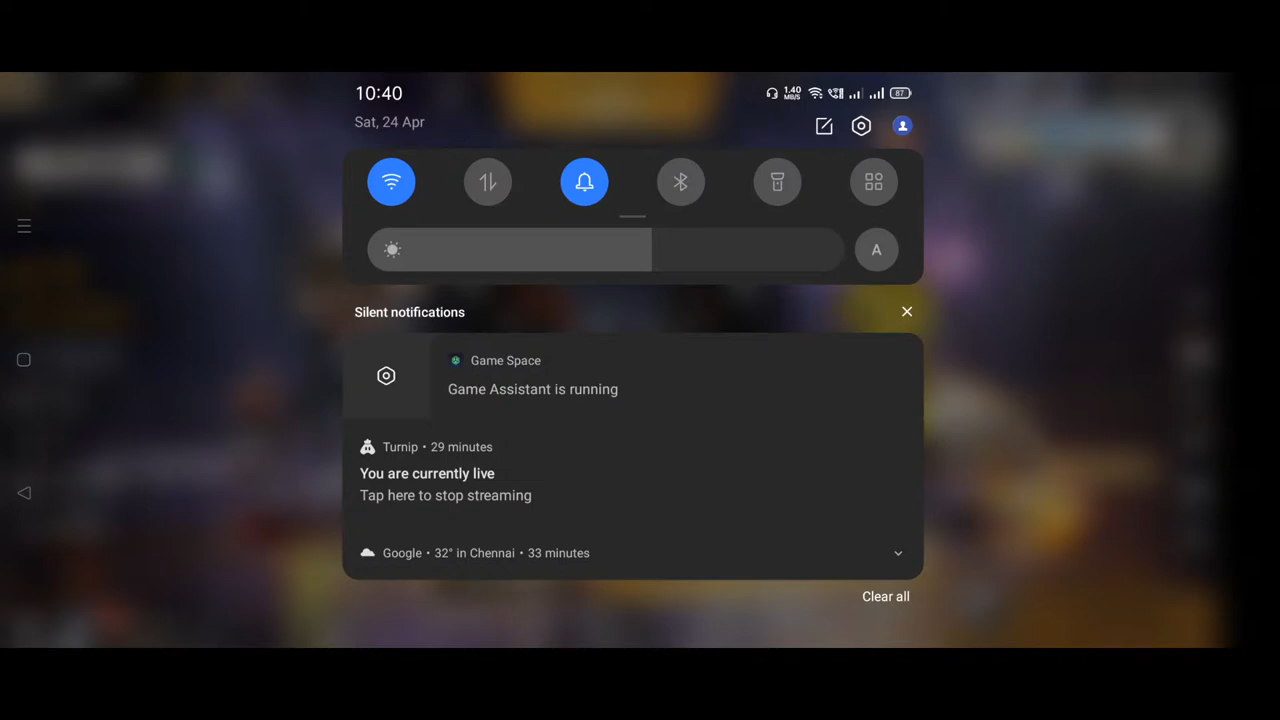 10:40
1.40 MB/S
87
Sat, 24 Apr
A
Silent notifications
Game Space
Game Assistant is running
Turnip • 29 minutes
You are currently live
Tap here to stop streaming
Google • 32° in Chennai • 33 minutes
Clear all